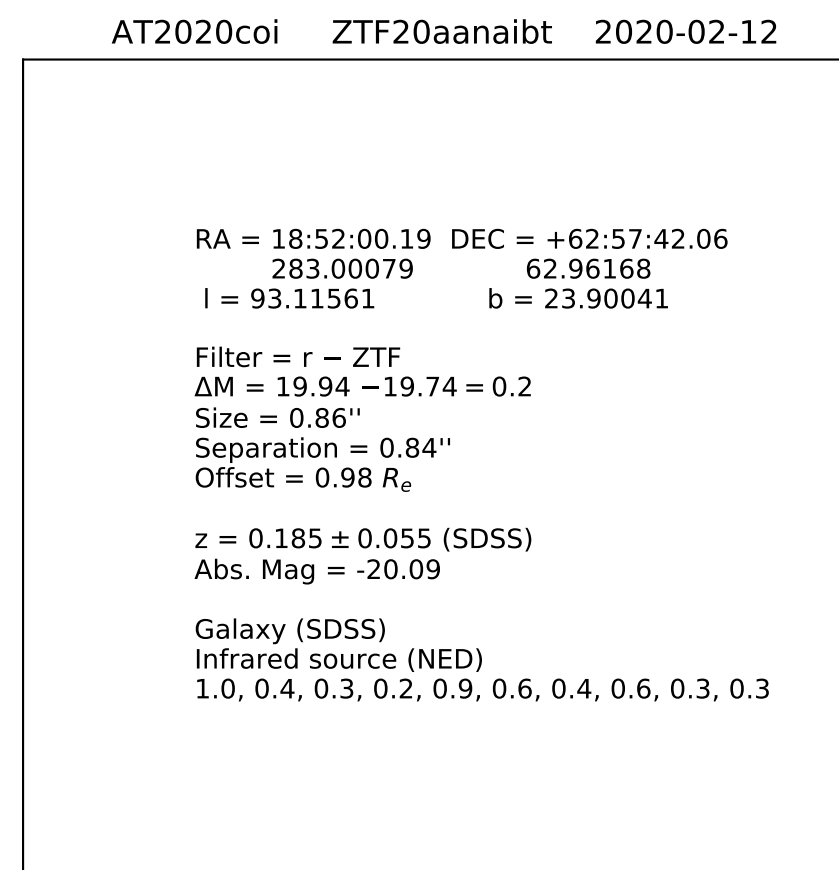 AT2020coi ZTF20aanaibt 2020-02-12
RA = 18:52:00.19 DEC = +62:57:42.06
283.00079 62.96168
l = 93.11561 b = 23.90041
Filter = r − ZTF
ΔM = 19.94 −19.74 = 0.2
Size = 0.86''
Separation = 0.84''
Offset = 0.98 Rₑ
z = 0.185 ± 0.055 (SDSS)
Abs. Mag = -20.09
Galaxy (SDSS)
Infrared source (NED)
1.0, 0.4, 0.3, 0.2, 0.9, 0.6, 0.4, 0.6, 0.3, 0.3